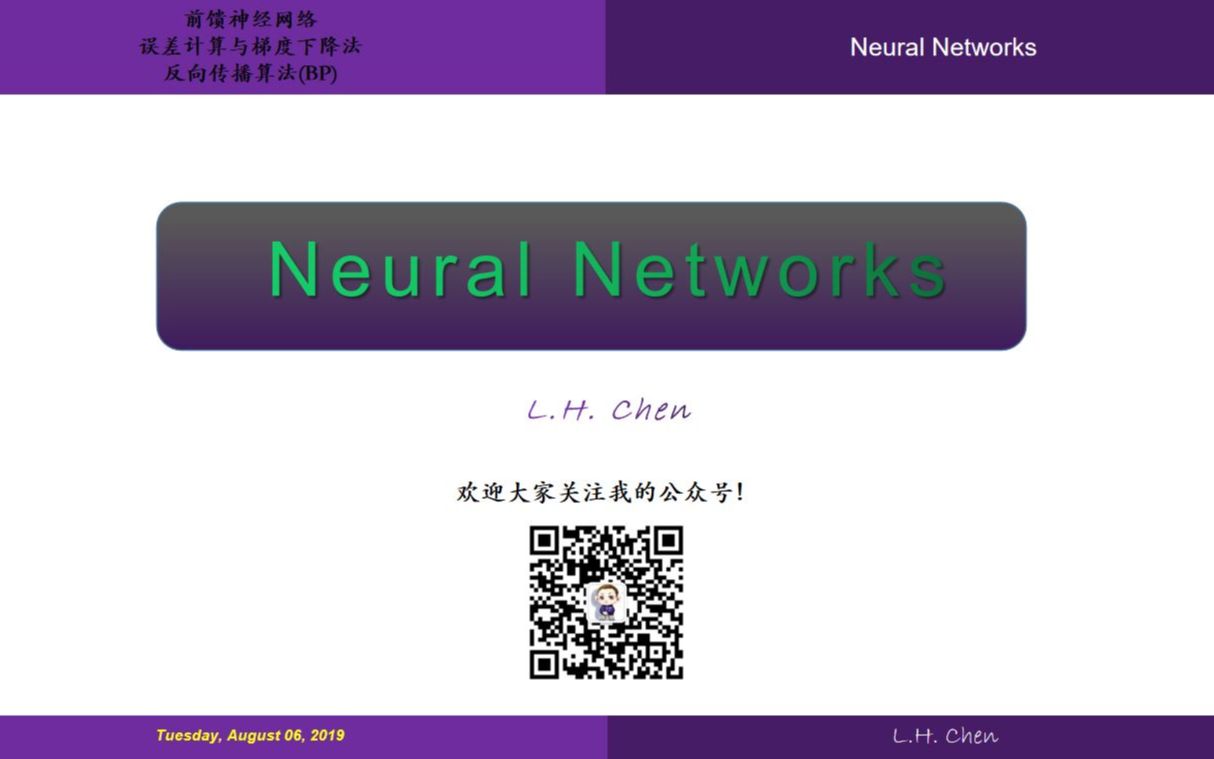 前馈神经网络
误差计算与梯度下降法
反向传播算法(BP)
Neural Networks
Neural Networks
L.H. Chen
欢迎大家关注我的公众号!
Tuesday, August 06, 2019
L.H. Chen